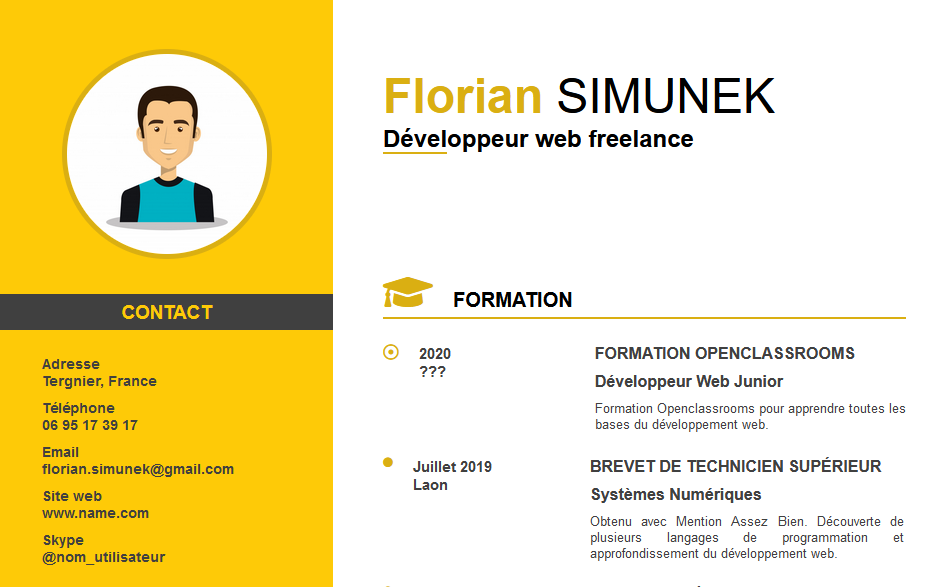 Florian SIMUNEK
Développeur web freelance
CONTACT
Adresse
Tergnier, France
Téléphone
06 95 17 39 17
Email
florian.simunek@gmail.com
Site web
www.name.com
Skype
@nom_utilisateur
FORMATION
2020
???
FORMATION OPENCLASSROOMS
Développeur Web Junior
Formation Openclassrooms pour apprendre toutes les
bases du développement web.
Juillet 2019
Laon
BREVET DE TECHNICIEN SUPÉRIEUR
Systèmes Numériques
Obtenu avec Mention Assez Bien. Découverte de
plusieurs langages de programmation et
approfondissement du développement web.